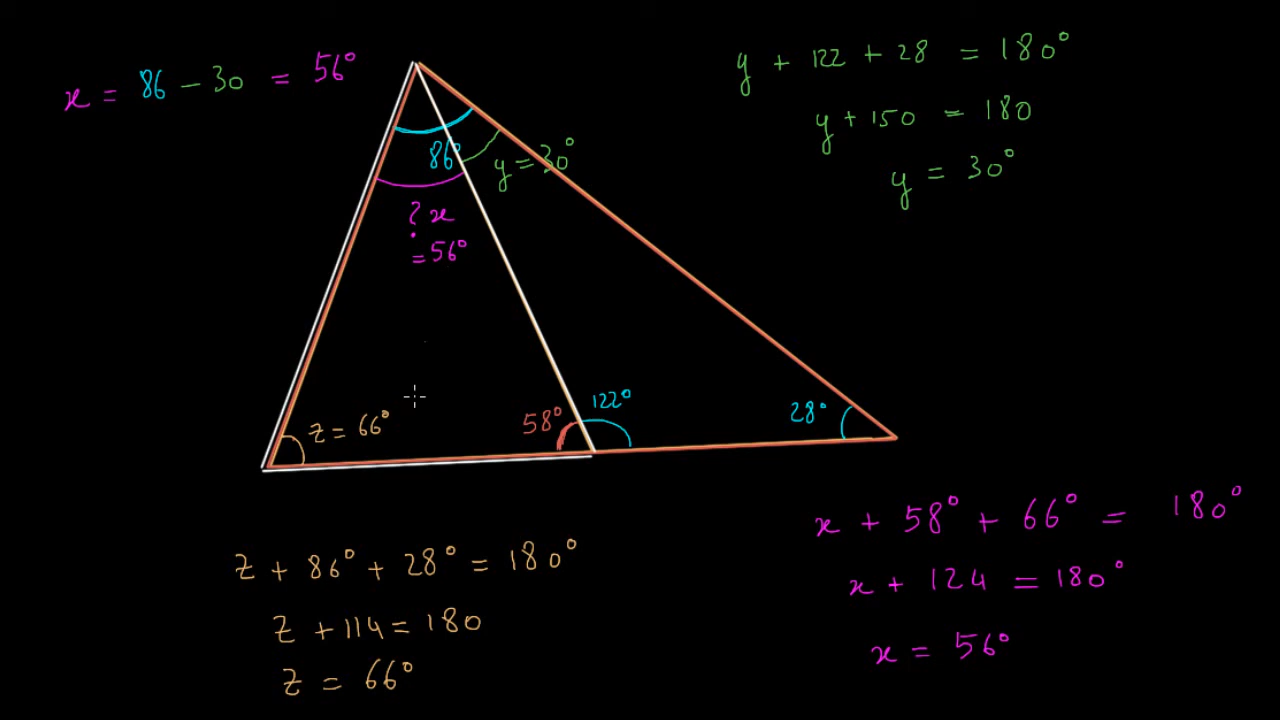 x = 86 - 30 = 56°
y + 122 + 28 = 180°
y + 150 = 180
y = 30°
86°
y = 30°
? x
= 56°
z = 66°
58°
122°
28°
z + 86° + 28° = 180°
z + 114 = 180
z = 66°
x + 58° + 66° = 180°
x + 124 = 180°
x = 56°